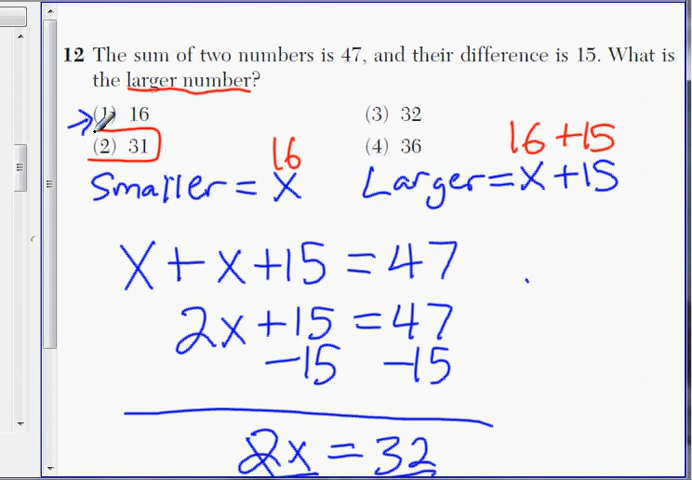 12 The sum of two numbers is 47, and their difference is 15. What is
the larger number?
(1) 16
(3) 32
(2) 31
(4) 36
16
16 +15
Smaller = x
Larger = x +15
x + x +15 = 47
2x +15 = 47
-15 -15
2x = 32